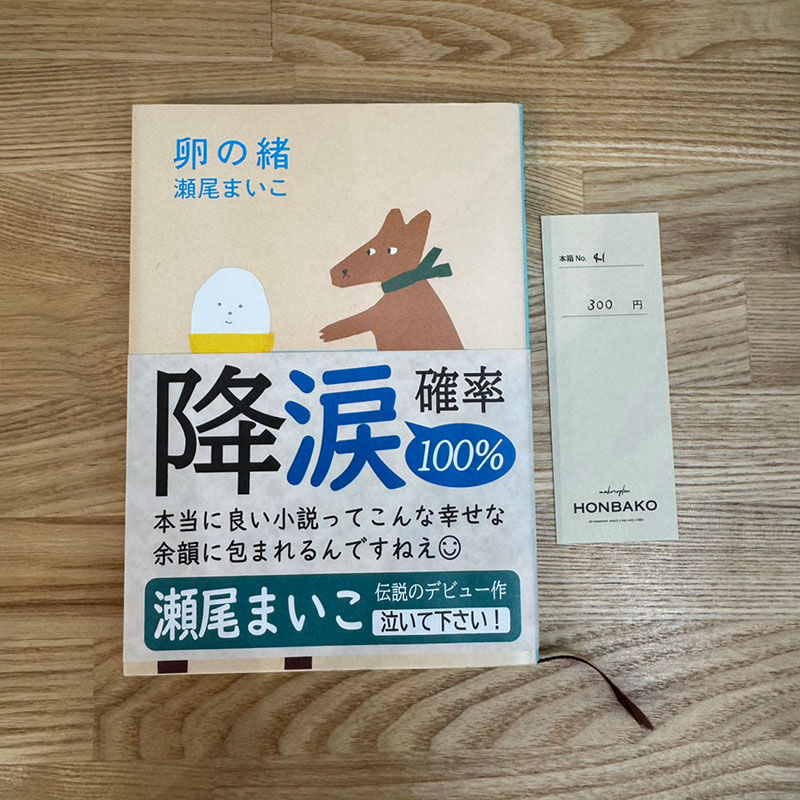 卵の緒
瀬尾まいこ
降涙確率
100%
本当に良い小説ってこんな幸せな
余韻に包まれるんですねえ
瀬尾まいこ
伝説のデビュー作
泣いて下さい！
本箱 No. 41
300 円
HONBAKO